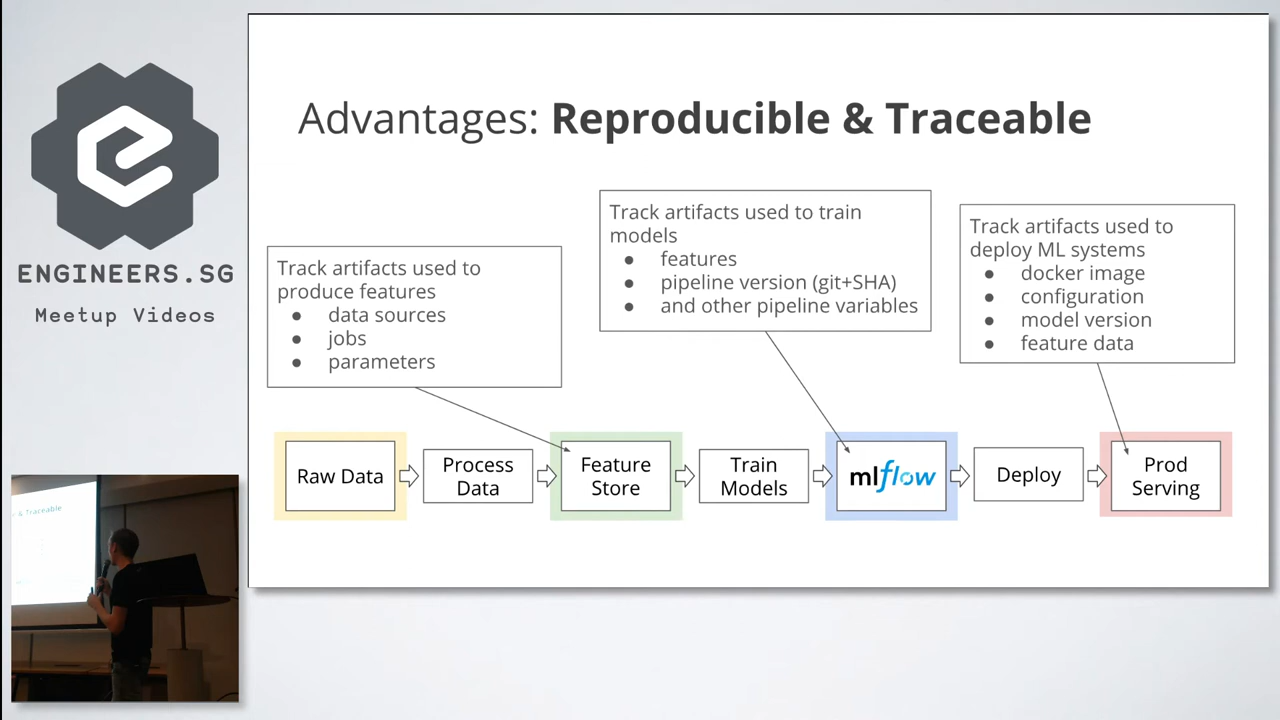 ENGINEERS.SG
Meetup Videos
Advantages: Reproducible & Traceable
Track artifacts used to
produce features
● data sources
● jobs
● parameters
Track artifacts used to train
models
● features
● pipeline version (git+SHA)
● and other pipeline variables
Track artifacts used to
deploy ML systems
● docker image
● configuration
● model version
● feature data
Raw Data
Process
Data
Feature
Store
Train
Models
mlflow
Deploy
Prod
Serving
& Traceable